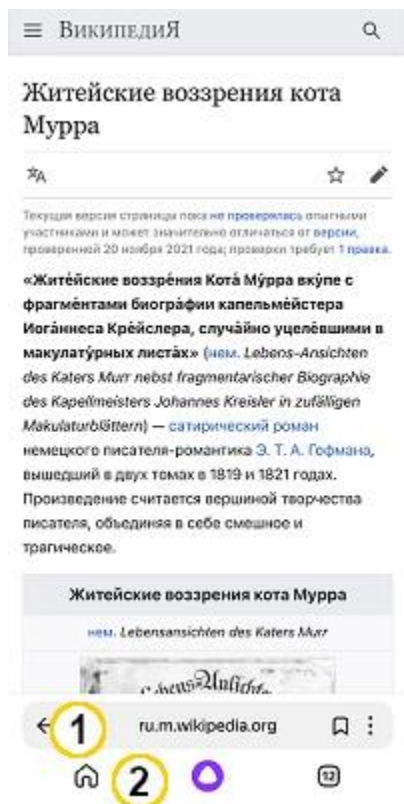 ВикипедиЯ
Житейские воззрения кота
Мурра
Текущая версия страницы пока не проверялась опытными
участниками и может значительно отличаться от версии,
проверенной 20 ноября 2021 года; проверки требует 1 правка.
«Жите́йские воззре́ния Кота́ Му́рра вку́пе с
фрагме́нтами биогра́фии капельме́йстера
Иога́ннеса Кре́йслера, случа́йно уцеле́вшими в
макулату́рных листа́х» (нем. Lebens-Ansichten
des Katers Murr nebst fragmentarischer Biographie
des Kapellmeisters Johannes Kreisler in zufälligen
Makulaturblättern) — сатирический роман
немецкого писателя-романтика Э. Т. А. Гофмана,
вышедший в двух томах в 1819 и 1821 годах.
Произведение считается вершиной творчества
писателя, объединяя в себе смешное и
трагическое.
Житейские воззрения кота Мурра
нем. Lebensansichten des Katers Murr
Lebens-Ansichten
1
ru.m.wikipedia.org
2
12